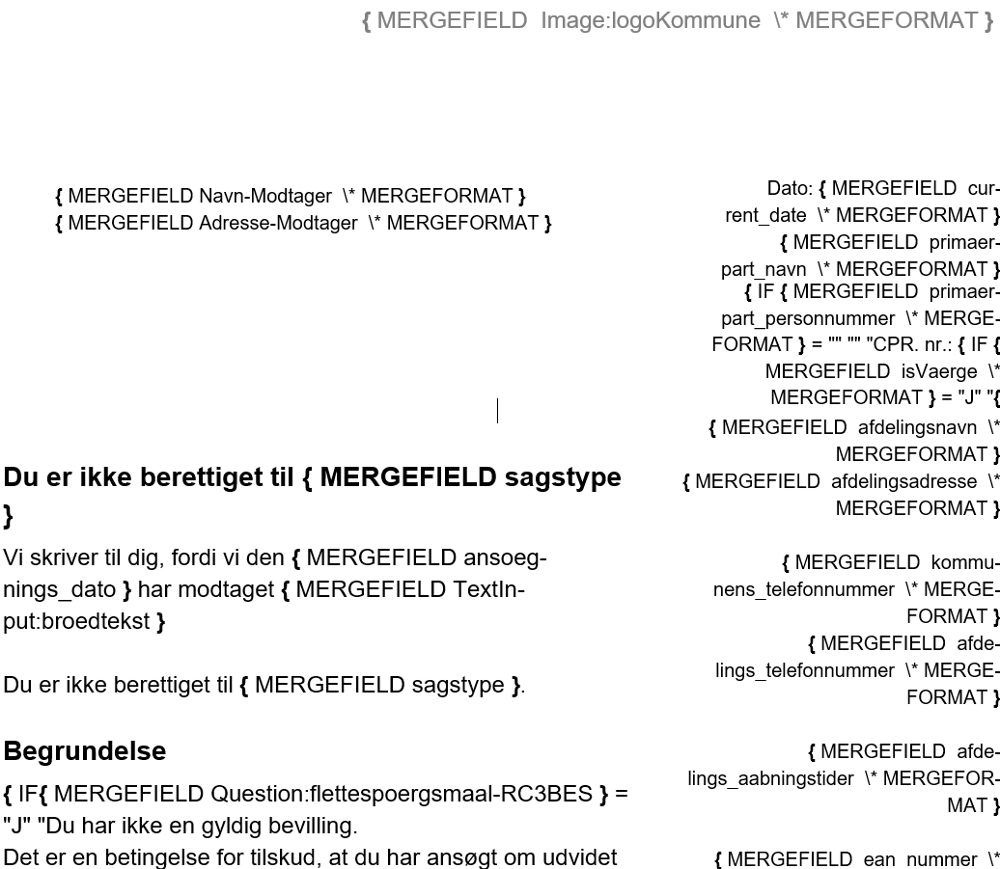 { MERGEFIELD  Image:logoKommune  \* MERGEFORMAT }
{ MERGEFIELD Navn-Modtager  \* MERGEFORMAT }
{ MERGEFIELD Adresse-Modtager  \* MERGEFORMAT }
Dato: { MERGEFIELD  cur-
rent_date  \* MERGEFORMAT }
{ MERGEFIELD  primaer-
part_navn  \* MERGEFORMAT }
{ IF { MERGEFIELD  primaer-
part_personnummer  \* MERGE-
FORMAT } = "" "" "CPR. nr.: { IF {
MERGEFIELD  isVaerge  \*
MERGEFORMAT } = "J" "{
{ MERGEFIELD  afdelingsnavn  \*
MERGEFORMAT }
{ MERGEFIELD  afdelingsadresse  \*
MERGEFORMAT }
{ MERGEFIELD  kommu-
nens_telefonnummer  \* MERGE-
FORMAT }
{ MERGEFIELD  afde-
lings_telefonnummer  \* MERGE-
FORMAT }
{ MERGEFIELD  afde-
lings_aabningstider  \* MERGEFOR-
MAT }
{ MERGEFIELD  ean_nummer  \*
Du er ikke berettiget til { MERGEFIELD sagstype
}
Vi skriver til dig, fordi vi den { MERGEFIELD ansoeg-
nings_dato } har modtaget { MERGEFIELD TextIn-
put:broedtekst }
Du er ikke berettiget til { MERGEFIELD sagstype }.
Begrundelse
{ IF{ MERGEFIELD Question:flettespoergsmaal-RC3BES } =
"J" "Du har ikke en gyldig bevilling.
Det er en betingelse for tilskud, at du har ansøgt om udvidet